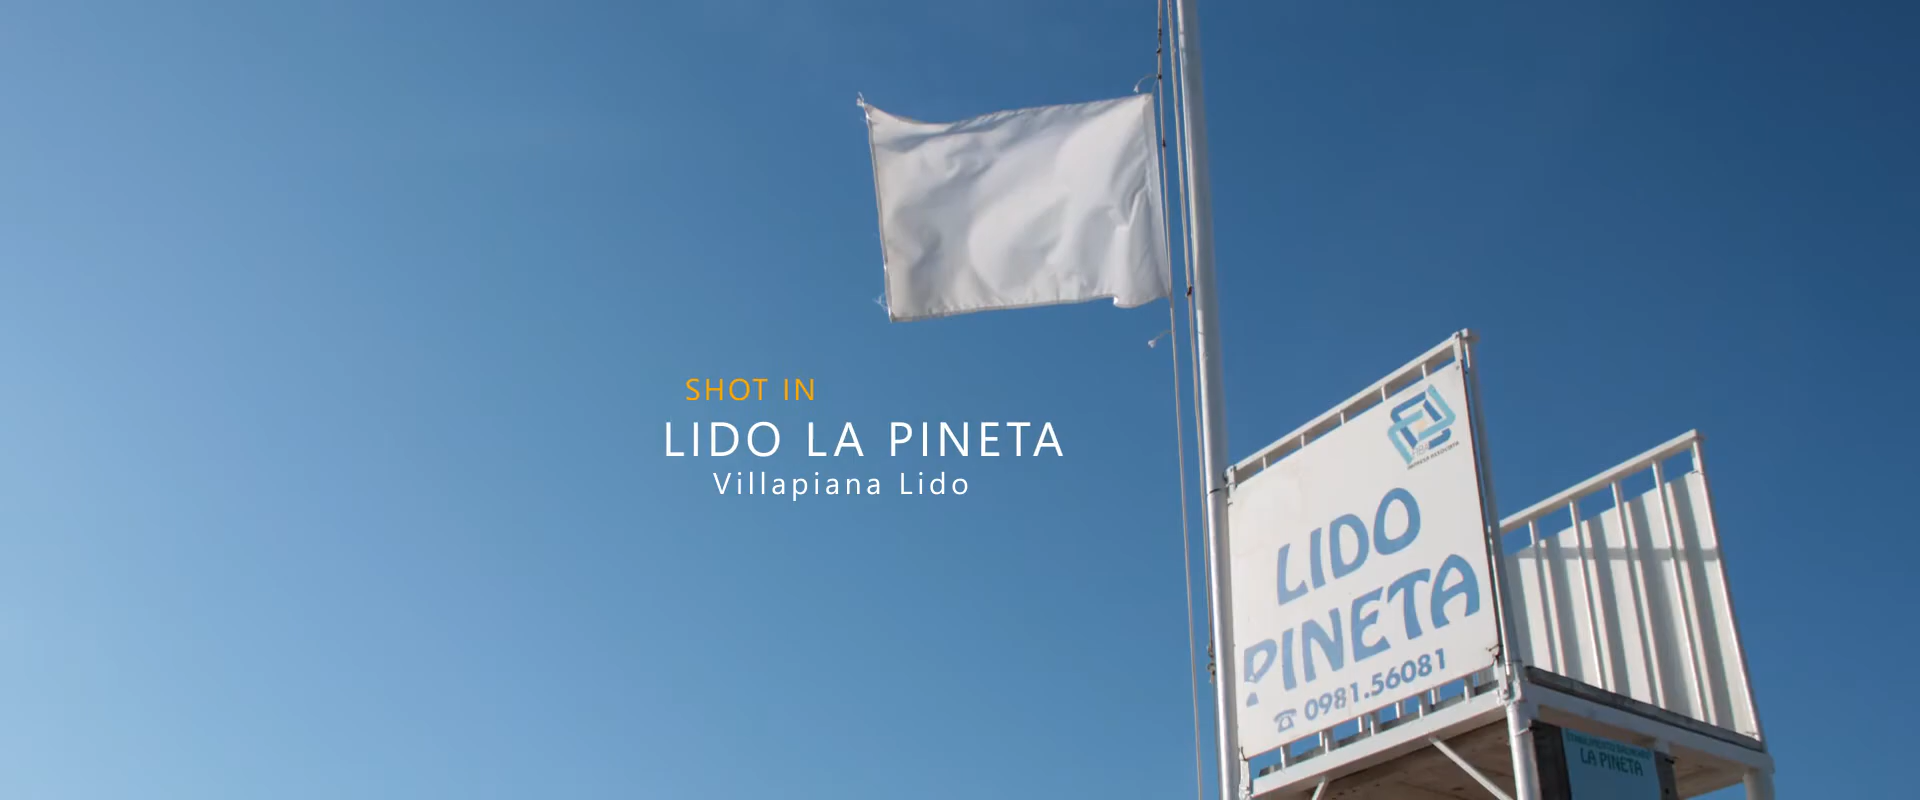 SHOT IN
LIDO LA PINETA
Villapiana Lido
LIDO
PINETA
☎ 0981.56081
LA PINETA